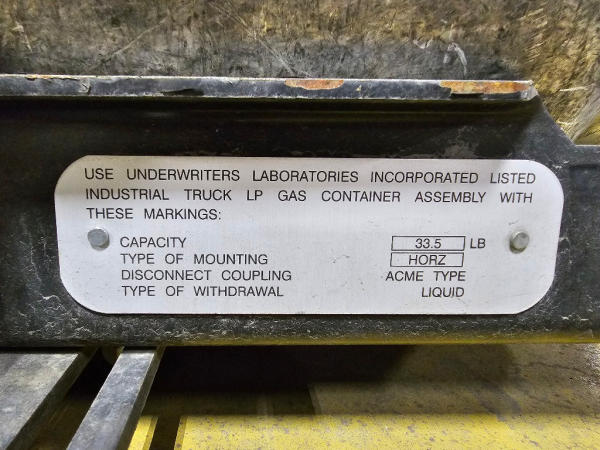 USE UNDERWRITERS LABORATORIES INCORPORATED LISTED
INDUSTRIAL TRUCK LP GAS CONTAINER ASSEMBLY WITH
THESE MARKINGS:
CAPACITY 33.5 LB
TYPE OF MOUNTING HORZ
DISCONNECT COUPLING ACME TYPE
TYPE OF WITHDRAWAL LIQUID